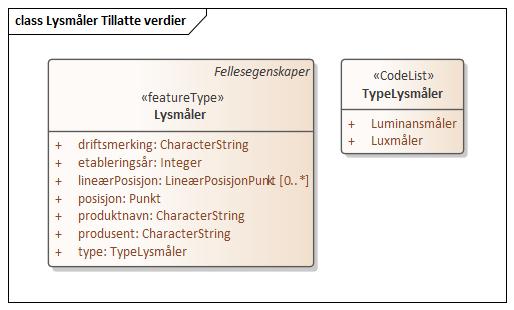 class Lysmåler Tillatte verdier
Fellesegenskaper
«featureType»
Lysmåler
+ driftsmerking: CharacterString
+ etableringsår: Integer
+ lineærPosisjon: LineærPosisjonPunkt [0..*]
+ posisjon: Punkt
+ produktnavn: CharacterString
+ produsent: CharacterString
+ type: TypeLysmåler
«CodeList»
TypeLysmåler
+ Luminansmåler
+ Luxmåler